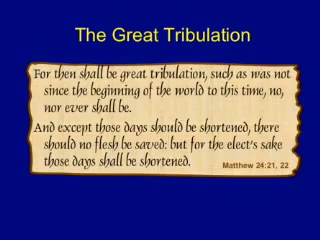 The Great Tribulation
For then shall be great tribulation, such as was not
since the beginning of the world to this time, no,
nor ever shall be.
And except those days should be shortened, there
should no flesh be saved: but for the elect's sake
those days shall be shortened.
Matthew 24:21, 22